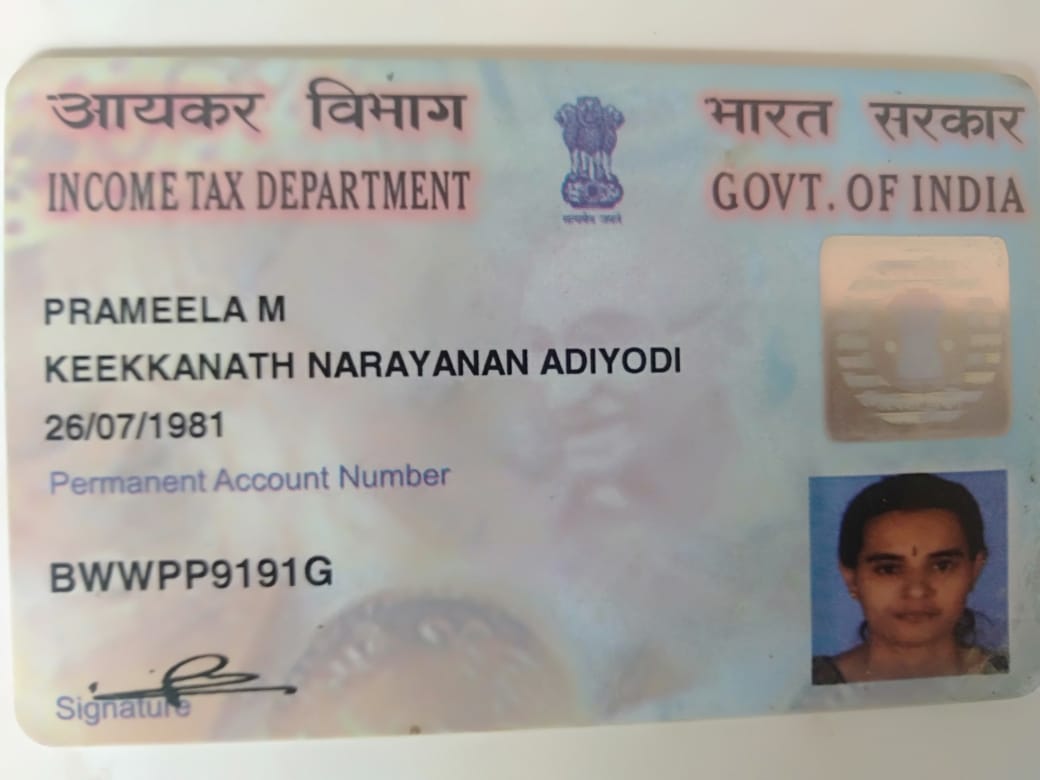 आयकर विभाग भारत सरकार
INCOME TAX DEPARTMENT GOVT. OF INDIA
सत्यमेव जयते
PRAMEELA M
KEEKKANATH NARAYANAN ADIYODI
26/07/1981
Permanent Account Number
BWWPP9191G
Signature